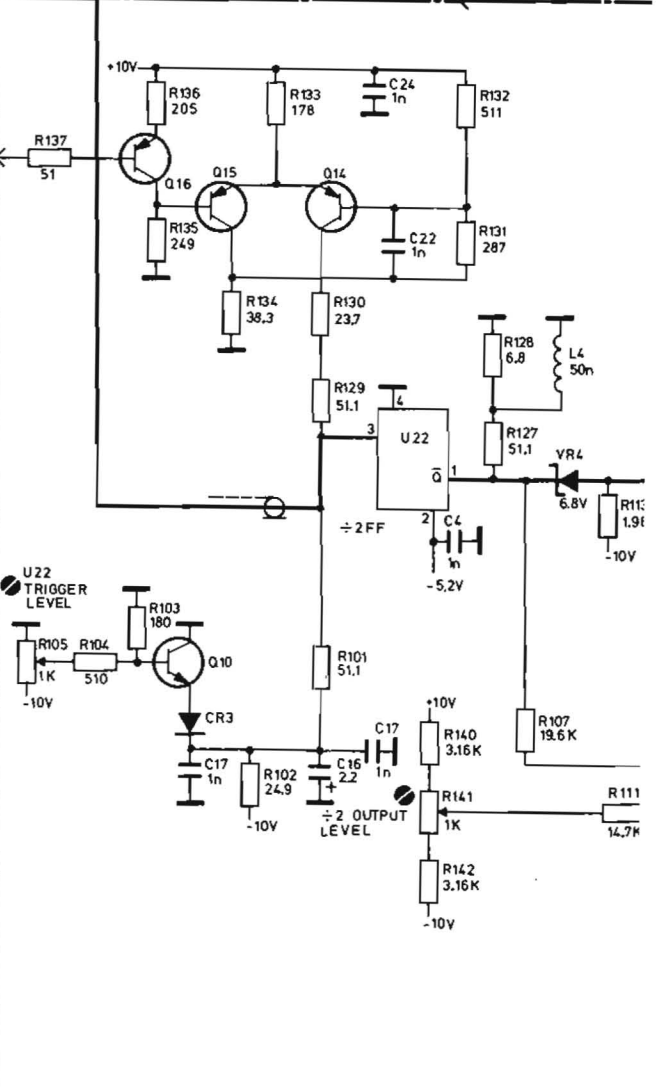 +10V
R136
205
R133
178
C24
1n
R132
511
R137
51
Q16
Q15
Q14
R135
249
C22
1n
R131
287
R134
38.3
R130
23.7
R128
6.8
L4
50n
R129
51.1
4
3
U22
R127
51.1
Q̅
1
VR4
6.8V
2
C4
1n
÷2FF
-5.2V
R113
-10V
U22
TRIGGER
LEVEL
R103
180
R105
1K
R104
510
Q10
-10V
R101
51.1
CR3
+10V
C17
1n
R140
3.16K
R107
19.6K
C17
1n
R102
24.9
C16
2.2
+
-10V
÷2 OUTPUT
LEVEL
R141
1K
R111
14.7K
R142
3.16K
-10V